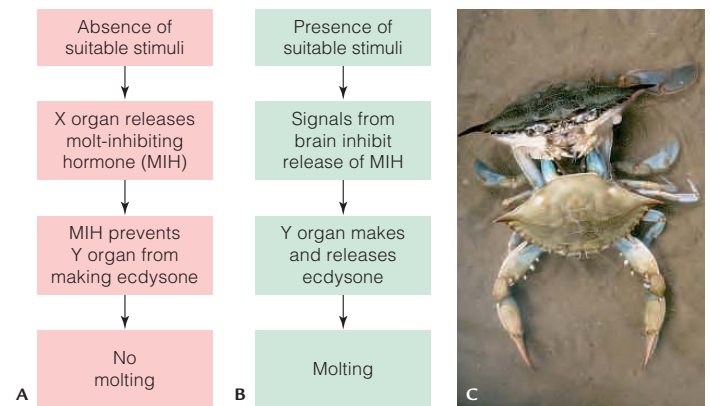 Absence of
suitable stimuli
X organ releases
molt-inhibiting
hormone (MIH)
MIH prevents
Y organ from
making ecdysone
No
molting
A
Presence of
suitable stimuli
Signals from
brain inhibit
release of MIH
Y organ makes
and releases
ecdysone
Molting
B
C